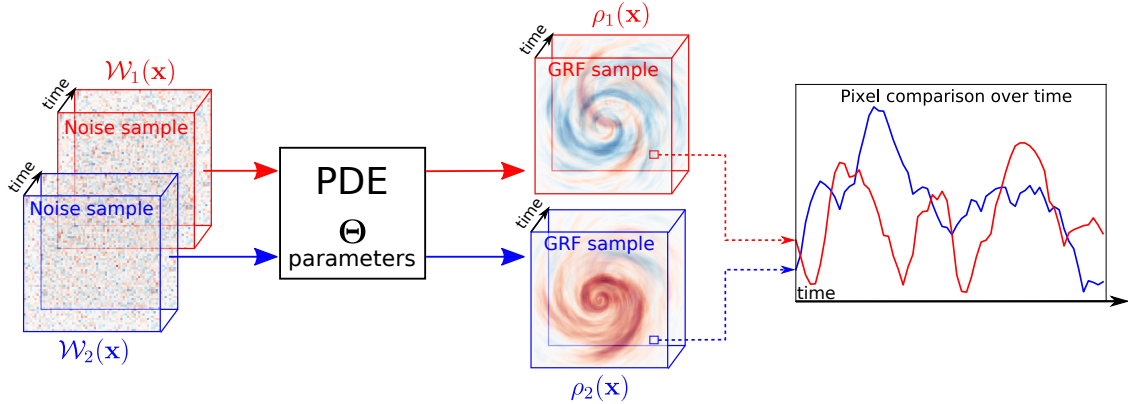 time
𝒲₁(𝐱)
Noise sample
time
Noise sample
𝒲₂(𝐱)
PDE
Θ
parameters
ρ₁(𝐱)
time
GRF sample
time
GRF sample
ρ₂(𝐱)
Pixel comparison over time
time